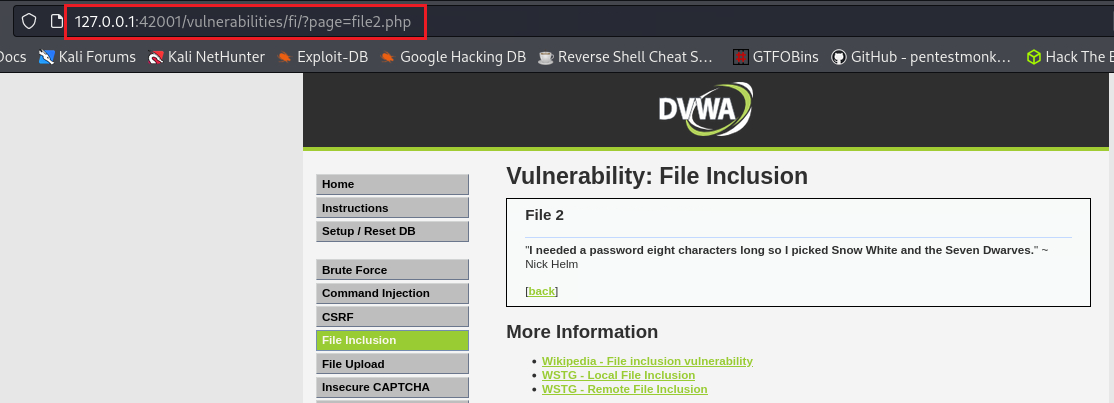 127.0.0.1:42001/vulnerabilities/fi/?page=file2.php
Docs Kali Forums Kali NetHunter Exploit-DB Google Hacking DB Reverse Shell Cheat S… GTFOBins GitHub - pentestmonk… Hack The B
DVWA
Home
Instructions
Setup / Reset DB
Brute Force
Command Injection
CSRF
File Inclusion
File Upload
Insecure CAPTCHA
Vulnerability: File Inclusion
File 2
"I needed a password eight characters long so I picked Snow White and the Seven Dwarves." ~
Nick Helm
[back]
More Information
Wikipedia - File inclusion vulnerability
WSTG - Local File Inclusion
WSTG - Remote File Inclusion